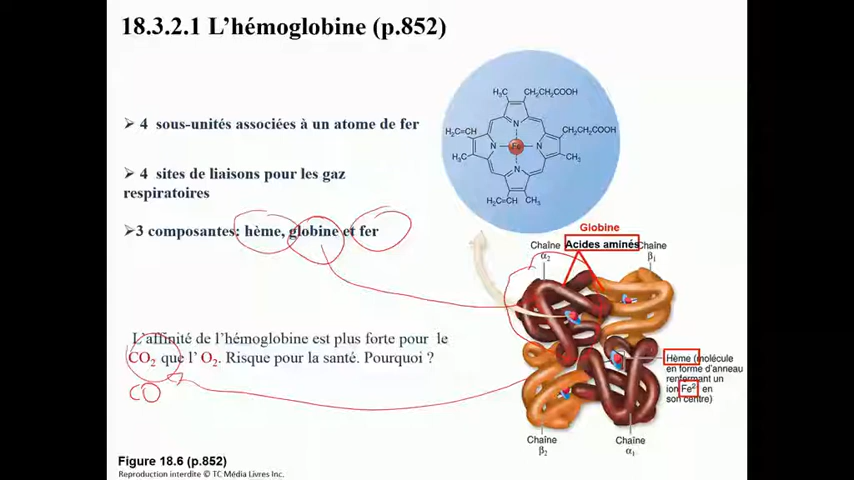 18.3.2.1 L'hémoglobine (p.852)
➢ 4 sous-unités associées à un atome de fer
➢ 4 sites de liaisons pour les gaz
respiratoires
➢3 composantes: hème, globine et fer
L'affinité de l'hémoglobine est plus forte pour le
CO₂ que l' O₂. Risque pour la santé. Pourquoi ?
CO
H₃C
CH₂CH₂COOH
H₂C=CH
CH₂CH₂COOH
N
N
Fe
N
N
H₃C
CH₃
H₂C=CH
CH₃
Globine
Acides aminés
Chaîne
α₂
Chaîne
β₁
Hème (molécule
en forme d'anneau
renfermant un
ion Fe² en
son centre)
Chaîne
β₂
Chaîne
α₁
Figure 18.6 (p.852)
Reproduction interdite © TC Média Livres Inc.